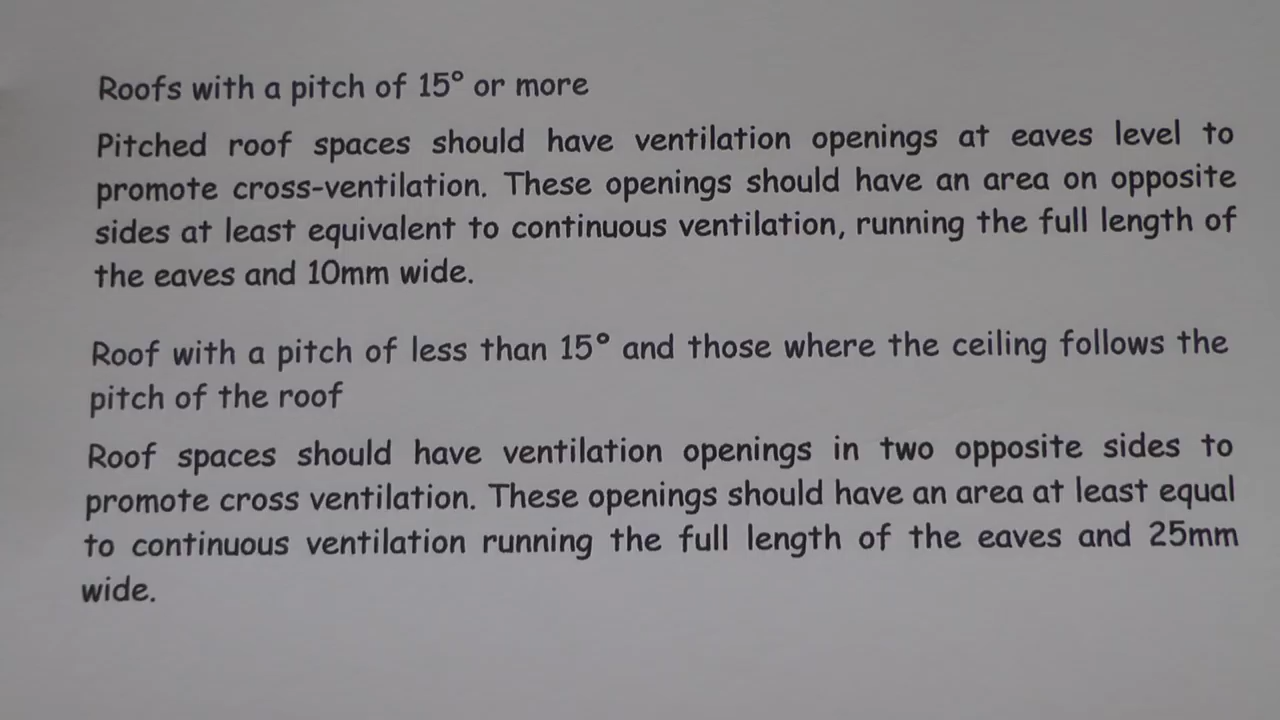 Roofs with a pitch of 15° or more
Pitched roof spaces should have ventilation openings at eaves level to
promote cross-ventilation. These openings should have an area on opposite
sides at least equivalent to continuous ventilation, running the full length of
the eaves and 10mm wide.
Roof with a pitch of less than 15° and those where the ceiling follows the
pitch of the roof
Roof spaces should have ventilation openings in two opposite sides to
promote cross ventilation. These openings should have an area at least equal
to continuous ventilation running the full length of the eaves and 25mm
wide.